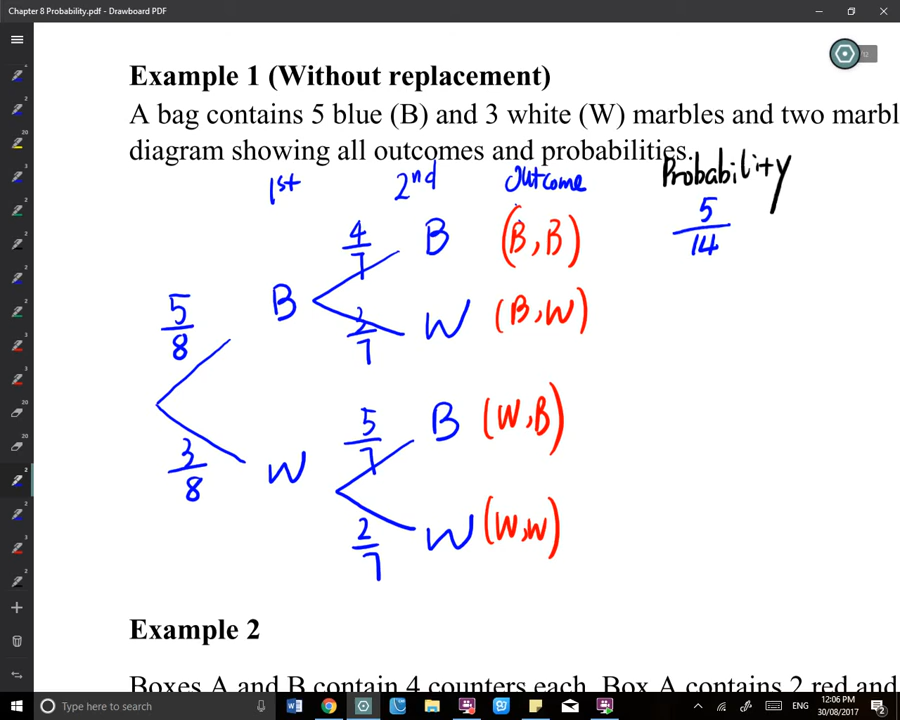 Chapter 8 Probability.pdf - Drawboard PDF
Example 1 (Without replacement)
A bag contains 5 blue (B) and 3 white (W) marbles and two marbl
diagram showing all outcomes and probabilities.
1st 2nd Outcome Probability
4/7 B (B, B) 5/14
5/8 B
3/7 W (B, W)
5/7 B (W, B)
3/8 W
2/7 W (W, W)
Example 2
Boxes A and B contain 4 counters each. Box A contains 2 red and
Type here to search
ENG
12:06 PM
30/08/2017